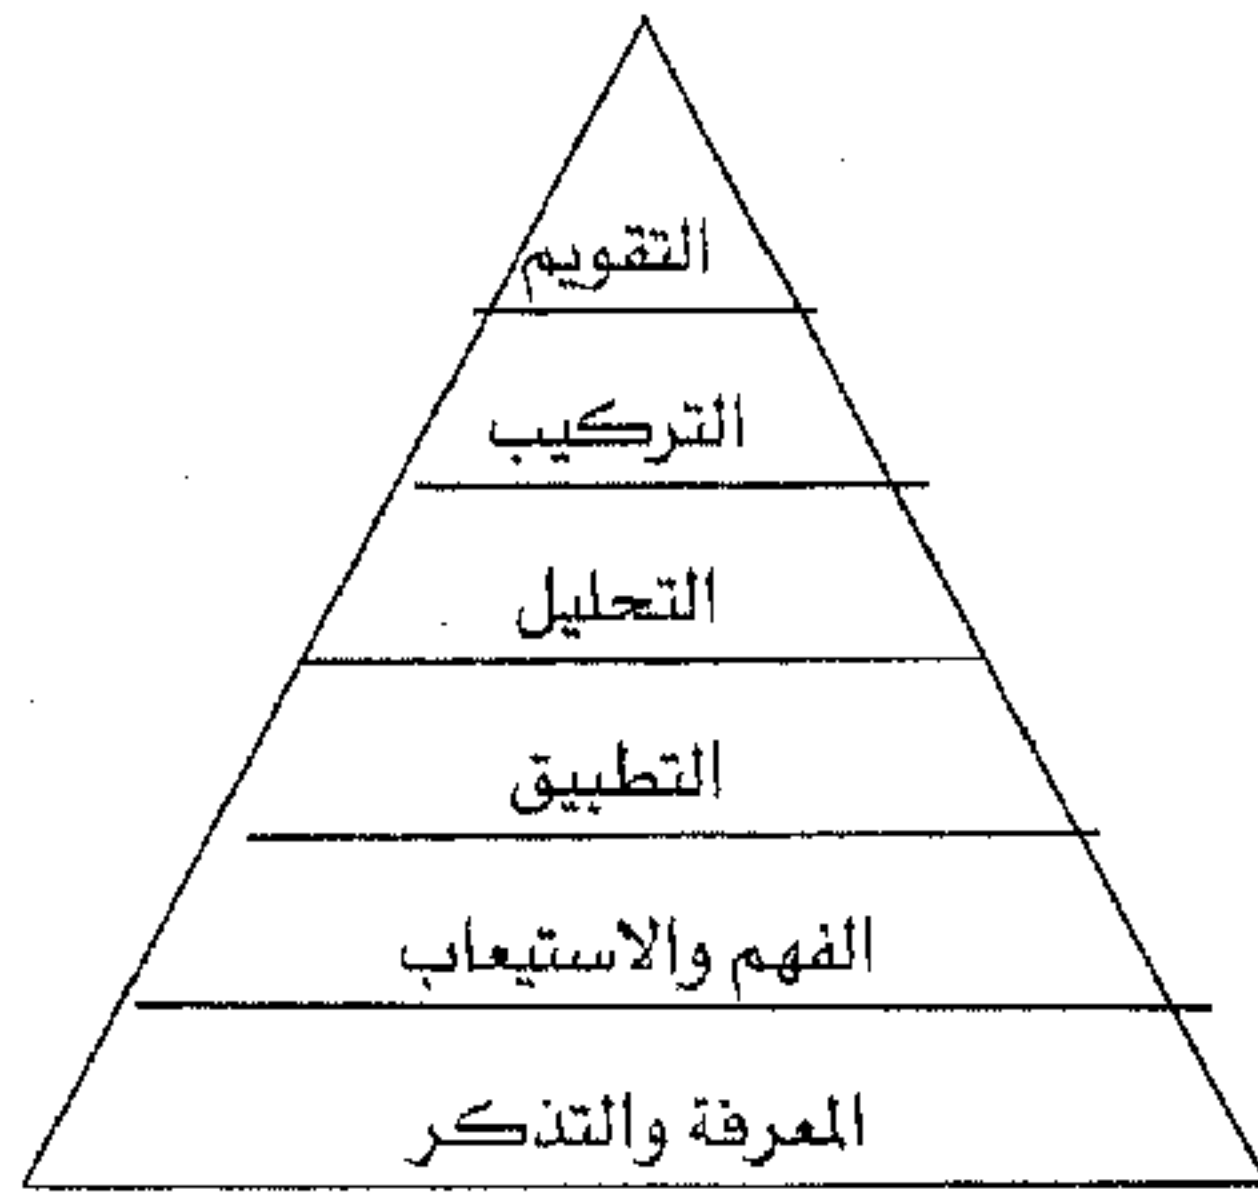 التقويم
التركيب
التحليل
التطبيق
الفهم والاستيعاب
المعرفة والتذكر